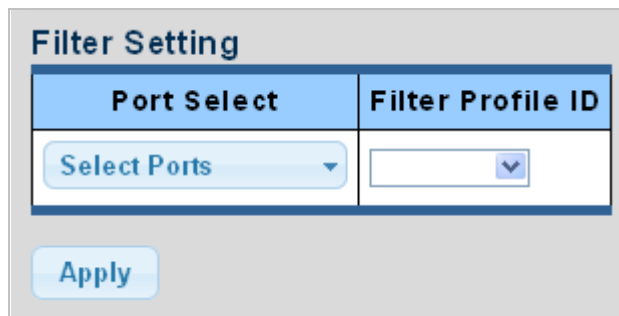 Filter Setting
Port Select
Filter Profile ID
Select Ports
Apply